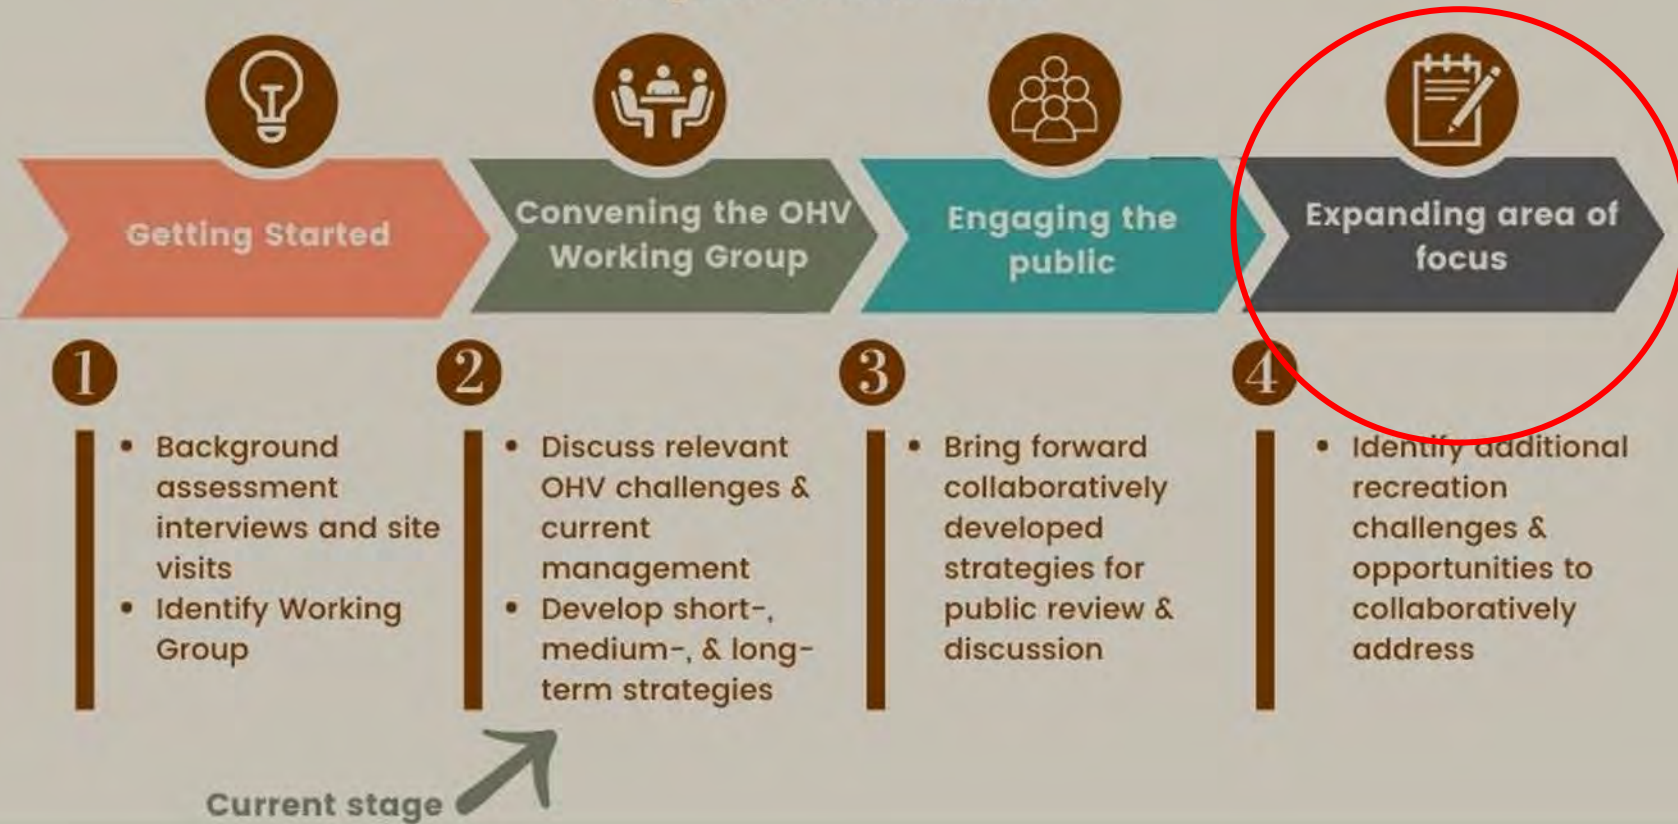 Getting Started
Convening the OHV
Working Group
Engaging the
public
Expanding area of
focus
1
• Background
assessment
interviews and site
visits
• Identify Working
Group
2
• Discuss relevant
OHV challenges &
current
management
• Develop short-,
medium-, & long-
term strategies
3
• Bring forward
collaboratively
developed
strategies for
public review &
discussion
4
• Identify additional
recreation
challenges &
opportunities to
collaboratively
address
Current stage